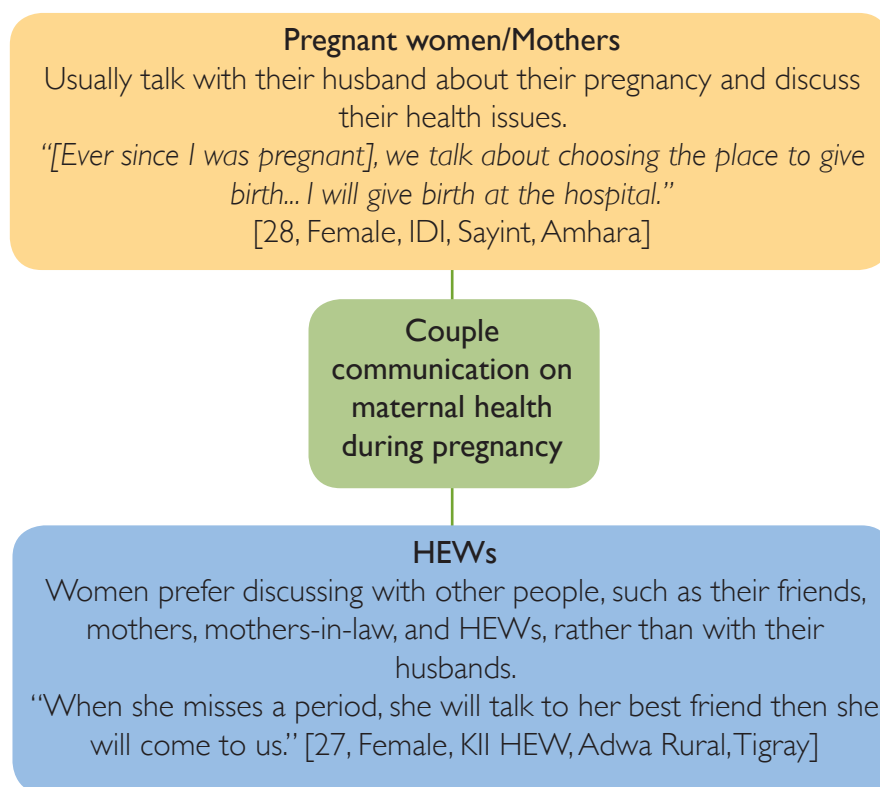 Pregnant women/Mothers
Usually talk with their husband about their pregnancy and discuss
their health issues.
“[Ever since I was pregnant], we talk about choosing the place to give
birth... I will give birth at the hospital.”
[28, Female, IDI, Sayint, Amhara]
Couple
communication on
maternal health
during pregnancy
HEWs
Women prefer discussing with other people, such as their friends,
mothers, mothers-in-law, and HEWs, rather than with their
husbands.
“When she misses a period, she will talk to her best friend then she
will come to us.” [27, Female, KII HEW, Adwa Rural, Tigray]